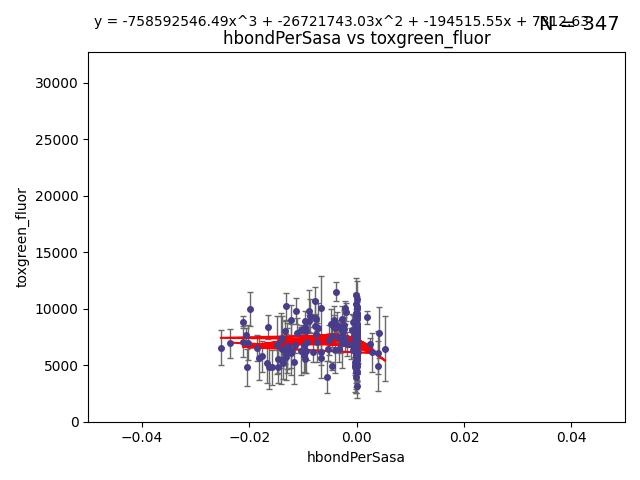 y = -758592546.49x^3 + -26721743.03x^2 + -194515.55x +
N = 347
hbondPerSasa vs toxgreen_fluor
30000
25000
20000
15000
10000
5000
0
toxgreen_fluor
-0.04 -0.02 0.00 0.02 0.04
hbondPerSasa